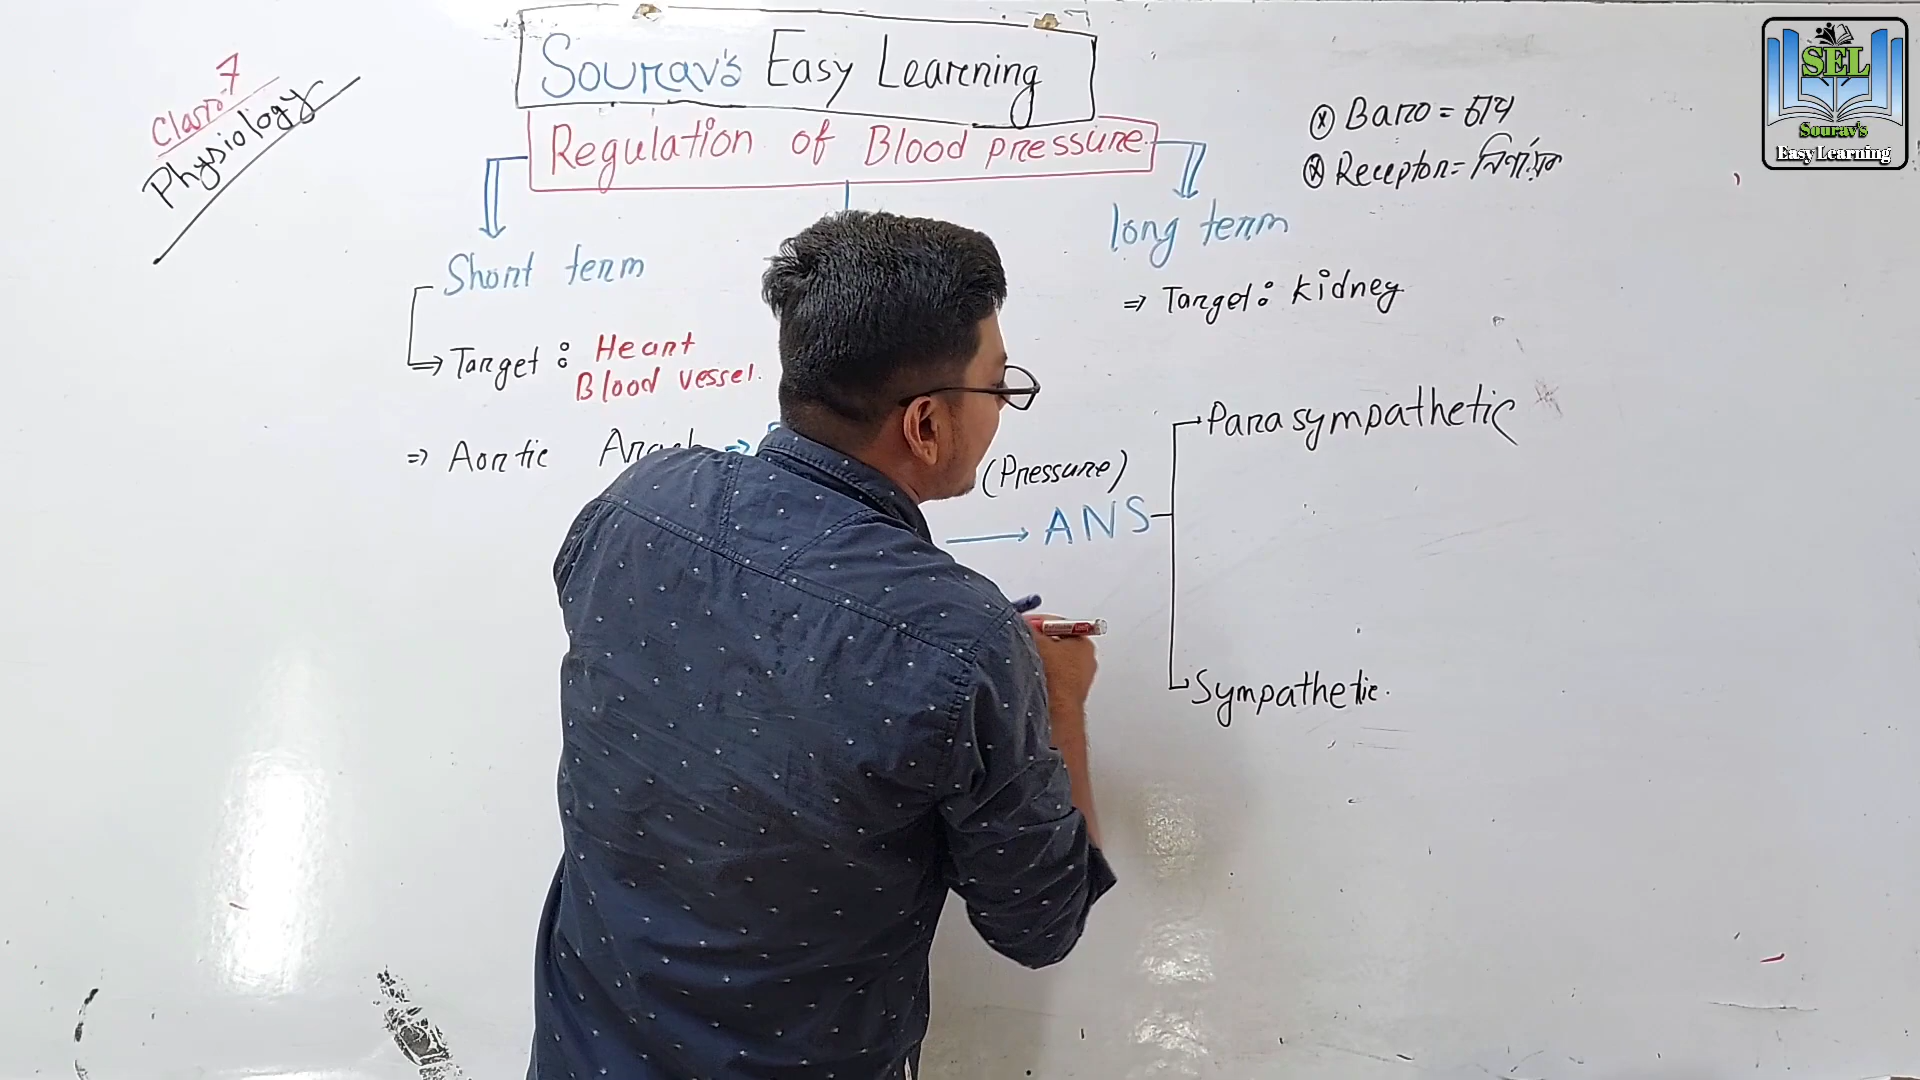 Class-7
Physiology
Sourav's Easy Learning
Regulation of Blood pressure
Baro = চাপ
Receptor =
SEL
Sourav's
Easy Learning
Short term
Target : Heart
Blood vessel.
⇒ Aortic
long term
⇒ Target : kidney
(Pressure)
→ ANS
Parasympathetic
Sympathetic.